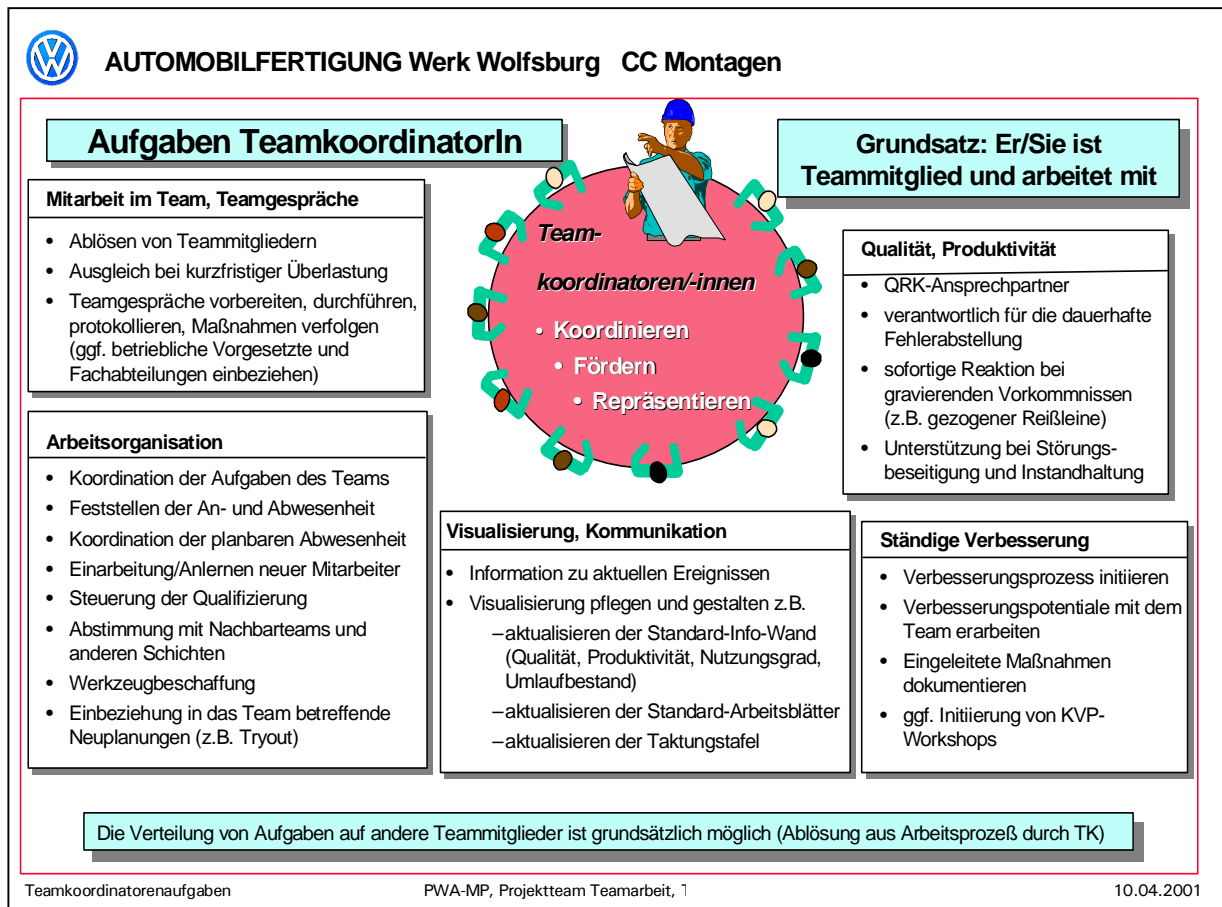 AUTOMOBILFERTIGUNG Werk Wolfsburg CC Montagen
Aufgaben TeamkoordinatorIn
Grundsatz: Er/Sie ist
Teammitglied und arbeitet mit
Mitarbeit im Team, Teamgespräche
• Ablösen von Teammitgliedern
• Ausgleich bei kurzfristiger Überlastung
• Teamgespräche vorbereiten, durchführen,
protokollieren, Maßnahmen verfolgen
(ggf. betriebliche Vorgesetzte und
Fachabteilungen einbeziehen)
Team-
koordinatoren/-innen
• Koordinieren
• Fördern
• Repräsentieren
Qualität, Produktivität
• QRK-Ansprechpartner
• verantwortlich für die dauerhafte
Fehlerabstellung
• sofortige Reaktion bei
gravierenden Vorkommnissen
(z.B. gezogener Reißleine)
• Unterstützung bei Störungs-
beseitigung und Instandhaltung
Arbeitsorganisation
• Koordination der Aufgaben des Teams
• Feststellen der An- und Abwesenheit
• Koordination der planbaren Abwesenheit
• Einarbeitung/Anlernen neuer Mitarbeiter
• Steuerung der Qualifizierung
• Abstimmung mit Nachbarteams und
anderen Schichten
• Werkzeugbeschaffung
• Einbeziehung in das Team betreffende
Neuplanungen (z.B. Tryout)
Visualisierung, Kommunikation
• Information zu aktuellen Ereignissen
• Visualisierung pflegen und gestalten z.B.
–aktualisieren der Standard-Info-Wand
(Qualität, Produktivität, Nutzungsgrad,
Umlaufbestand)
–aktualisieren der Standard-Arbeitsblätter
–aktualisieren der Taktungstafel
Ständige Verbesserung
• Verbesserungsprozess initiieren
• Verbesserungspotentiale mit dem
Team erarbeiten
• Eingeleitete Maßnahmen
dokumentieren
• ggf. Initiierung von KVP-
Workshops
Die Verteilung von Aufgaben auf andere Teammitglieder ist grundsätzlich möglich (Ablösung aus Arbeitsprozeß durch TK)
Teamkoordinatorenaufgaben
PWA-MP, Projektteam Teamarbeit,
10.04.2001